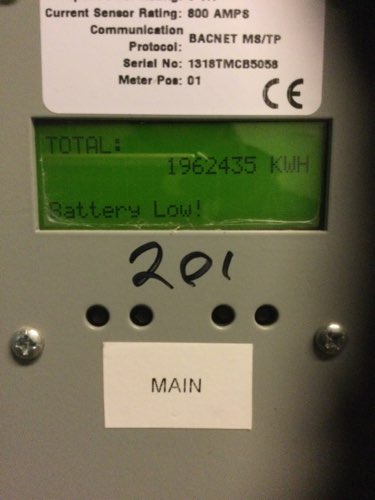 Current Sensor Rating: 800 AMPS
Communication Protocol: BACNET MS/TP
Serial No: 1318TMCB5058
Meter Pos: 01
CE
TOTAL:
1962435 KWH
Battery Low!
201
MAIN